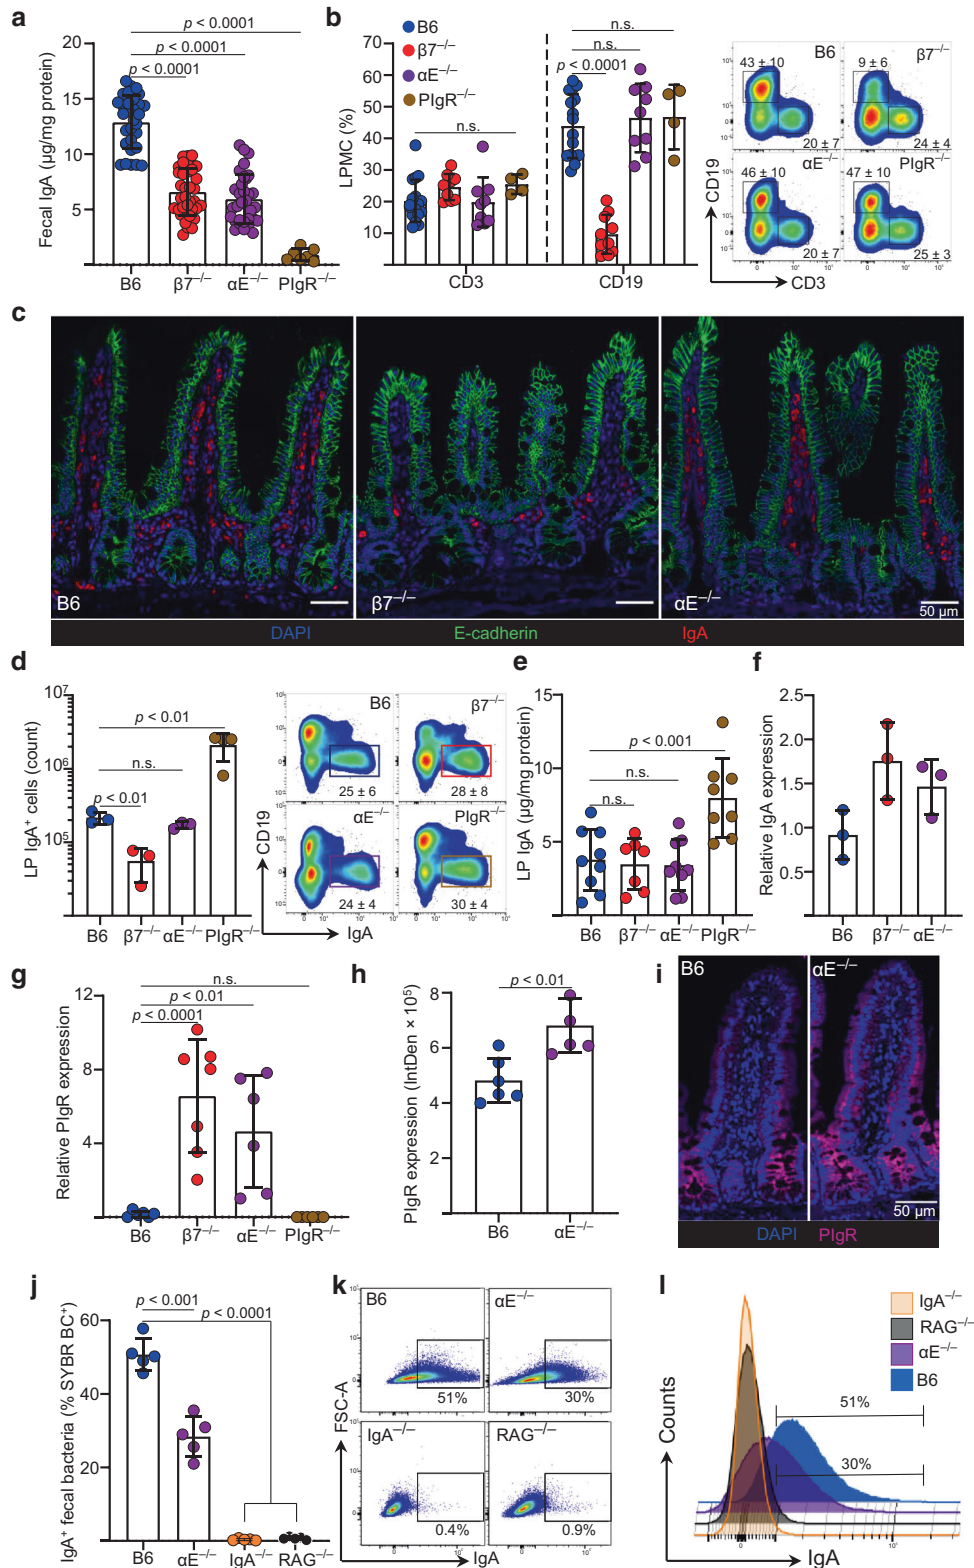 a
p < 0.0001
p < 0.0001
p < 0.0001
Fecal IgA (µg/mg protein)
20
15
10
5
B6 β7–/– αE–/– PIgR–/–
b
B6
β7–/–
αE–/–
PIgR–/–
n.s.
n.s.
p < 0.0001
n.s.
LPMC (%)
70
60
50
40
30
20
10
CD3 CD19
B6 β7–/–
43 ± 10 9 ± 6
20 ± 7 24 ± 4
αE–/– PIgR–/–
46 ± 10 47 ± 10
20 ± 7 25 ± 3
CD19
CD3
c
B6 β7–/– αE–/– 50 µm
DAPI E-cadherin IgA
d
LP IgA+ cells (count)
10⁷
10⁶
10⁵
p < 0.01
n.s.
p < 0.01
B6 β7–/– αE–/– PIgR–/–
B6 β7–/–
25 ± 6 28 ± 8
αE–/– PIgR–/–
24 ± 4 30 ± 4
CD19
IgA
e
LP IgA (µg/mg protein)
15
10
5
p < 0.001
n.s.
n.s.
B6 β7–/– αE–/– PIgR–/–
f
Relative IgA expression
2.5
2.0
1.5
1.0
0.5
B6 β7–/– αE–/–
g
Relative PIgR expression
12
8
4
n.s.
p < 0.01
p < 0.0001
B6 β7–/– αE–/– PIgR–/–
h
PIgR expression (IntDen × 10⁵)
8
6
4
2
p < 0.01
B6 αE–/–
i
B6 αE–/–
50 µm
DAPI PIgR
j
IgA+ fecal bacteria (% SYBR BC+)
60
40
20
p < 0.001
p < 0.0001
B6 αE–/– IgA–/– RAG–/–
k
B6 αE–/–
51% 30%
IgA–/– RAG–/–
0.4% 0.9%
FSC-A
IgA
l
IgA–/–
RAG–/–
αE–/–
B6
51%
30%
Counts
IgA